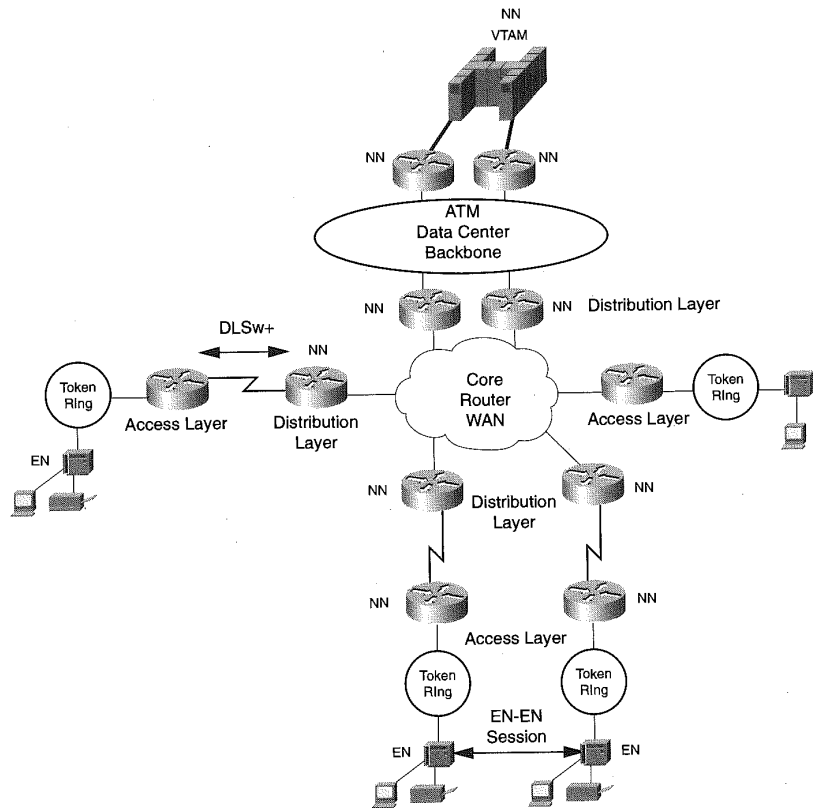 NN
VTAM
NN
NN
ATM
Data Center
Backbone
NN
NN
Distribution Layer
DLSw+
NN
Token
RIng
Access Layer
Distribution
Layer
Core
Router
WAN
Access Layer
Token
RIng
EN
NN
Distribution
Layer
NN
NN
NN
Access Layer
Token
RIng
Token
RIng
EN-EN
Session
EN
EN